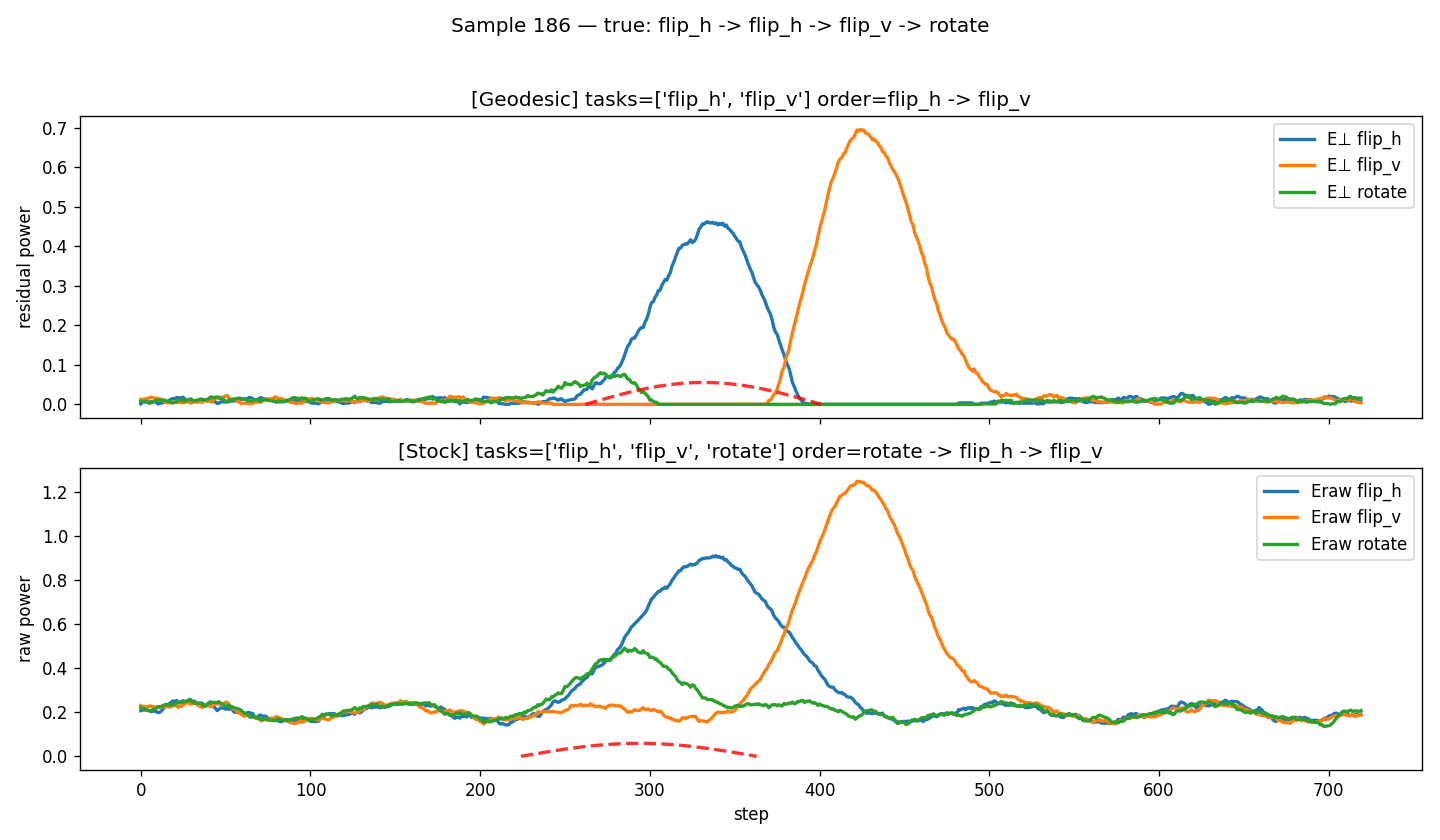 Sample 186 — true: flip_h -> flip_h -> flip_v -> rotate
[Geodesic] tasks=['flip_h', 'flip_v'] order=flip_h -> flip_v
residual power
0.7
0.6
0.5
0.4
0.3
0.2
0.1
0.0
E⊥ flip_h
E⊥ flip_v
E⊥ rotate
[Stock] tasks=['flip_h', 'flip_v', 'rotate'] order=rotate -> flip_h -> flip_v
raw power
1.2
1.0
0.8
0.6
0.4
0.2
0.0
Eraw flip_h
Eraw flip_v
Eraw rotate
0 100 200 300 400 500 600 700
step